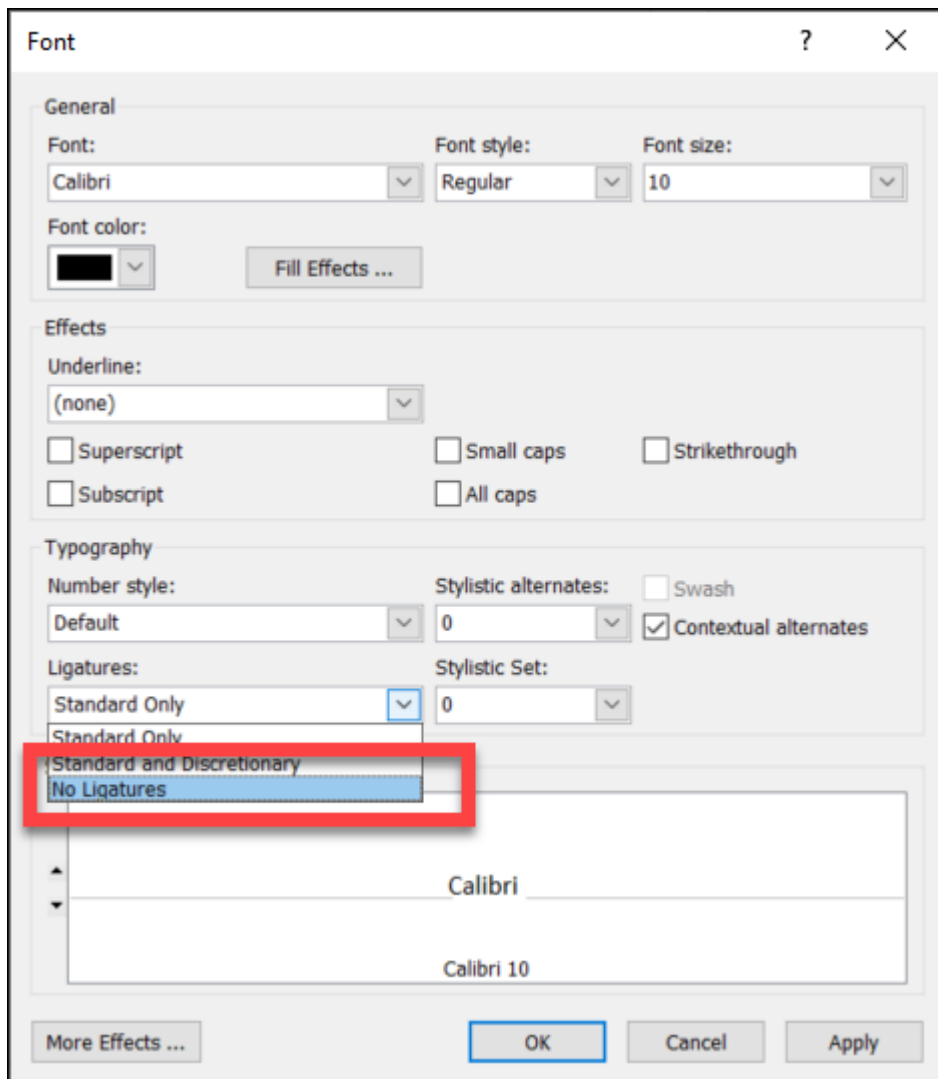 Font ?
General
Font: Font style: Font size:
Calibri Regular 10
Font color:
Fill Effects ...
Effects
Underline:
(none)
Superscript Small caps Strikethrough
Subscript All caps
Typography
Number style: Stylistic alternates: Swash
Default 0 Contextual alternates
Ligatures: Stylistic Set:
Standard Only 0
Standard Only
Standard and Discretionary
No Ligatures
Calibri
Calibri 10
More Effects ... OK Cancel Apply